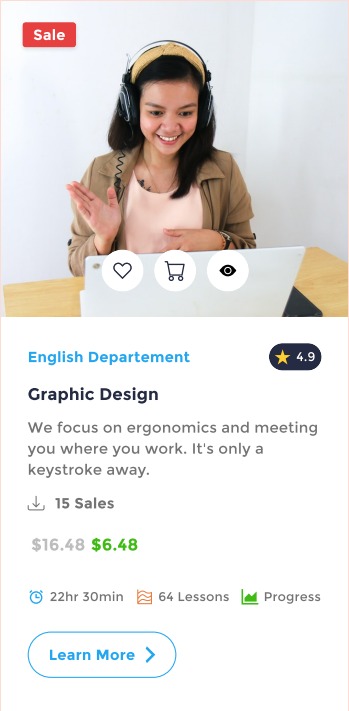 Sale
English Departement
4.9
Graphic Design
We focus on ergonomics and meeting
you where you work. It's only a
keystroke away.
15 Sales
$16.48 $6.48
22hr 30min
64 Lessons
Progress
Learn More